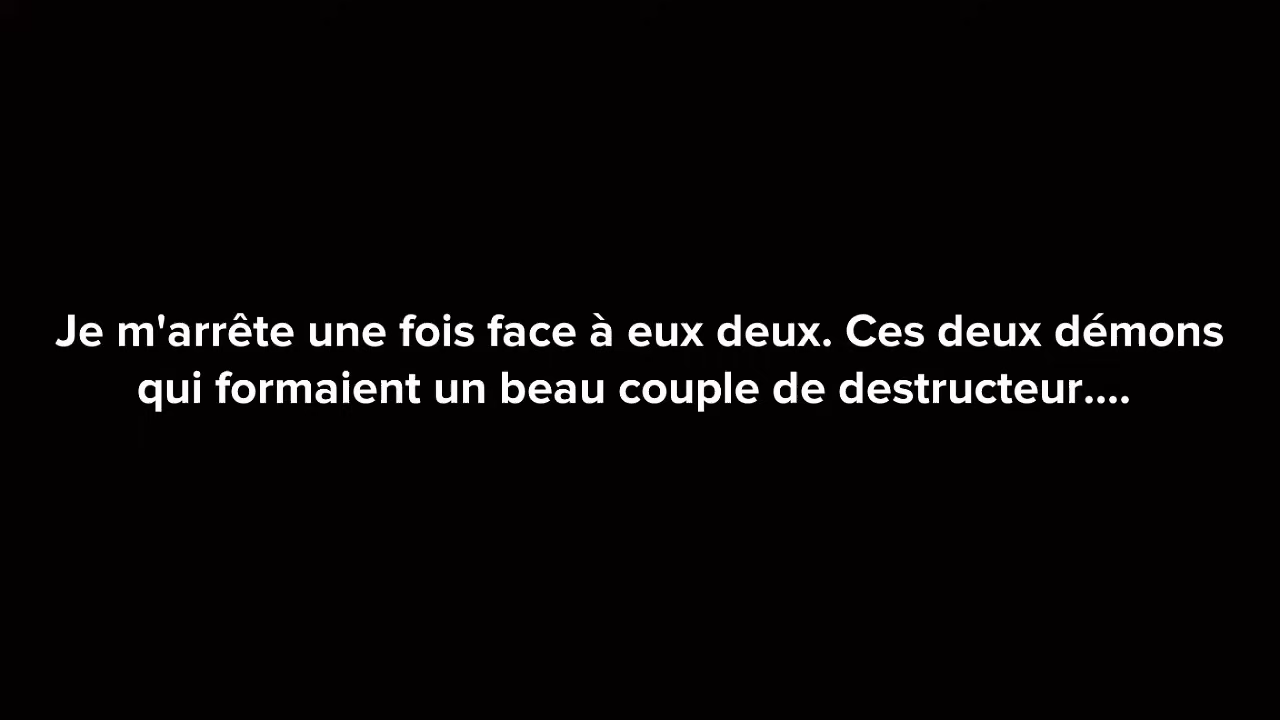 Je m'arrête une fois face à eux deux. Ces deux démons
qui formaient un beau couple de destructeur....